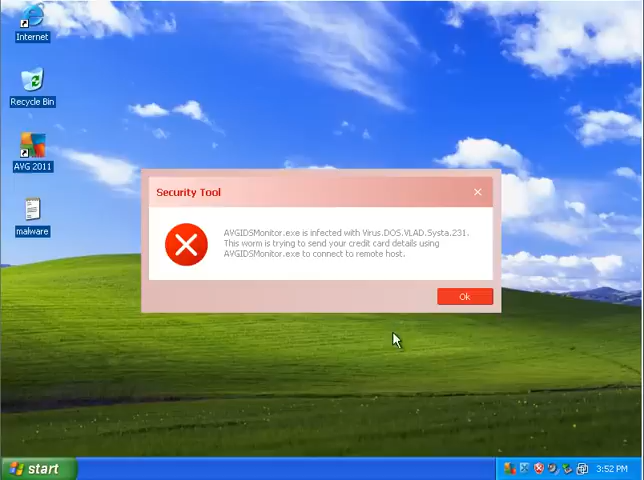 Internet
Recycle Bin
AVG 2011
malware
Security Tool
AVGIDSMonitor.exe is infected with Virus.DOS.VLAD.Systa.231.
This worm is trying to send your credit card details using
AVGIDSMonitor.exe to connect to remote host.
Ok
start
3:52 PM